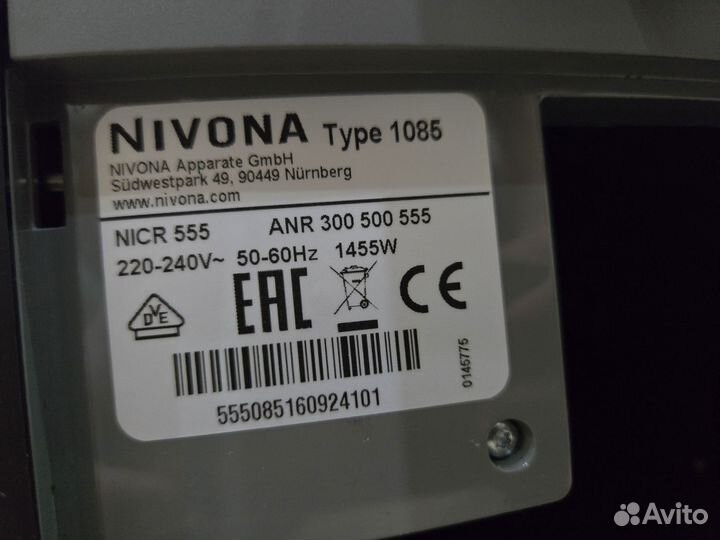 NIVONA Type 1085
NIVONA Apparate GmbH
Südwestpark 49, 90449 Nürnberg
www.nivona.com
NICR 555 ANR 300 500 555
220-240V~ 50-60Hz 1455W
DVE EAC CE
0145775
555085160924101
Avito